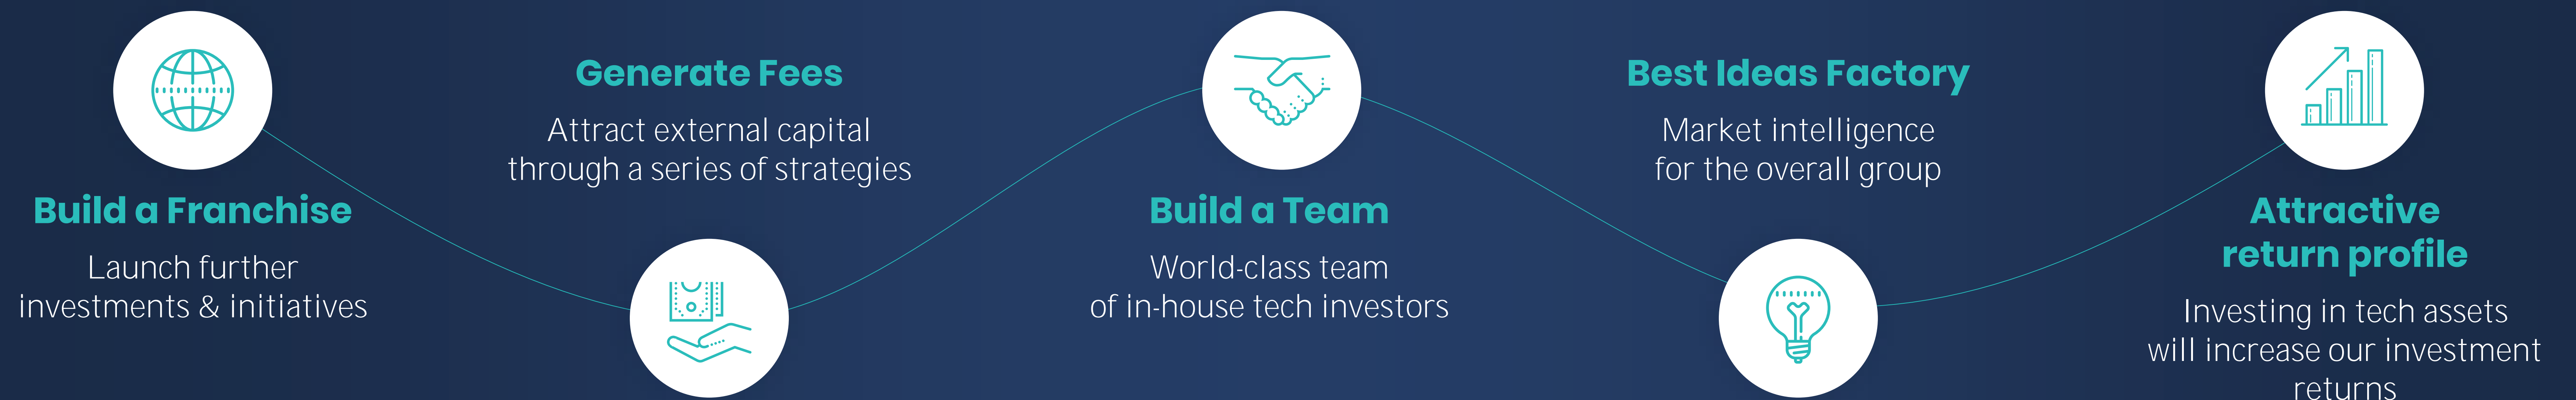 Build a Franchise
Launch further
investments & initiatives
Generate Fees
Attract external capital
through a series of strategies
Build a Team
World-class team
of in-house tech investors
Best Ideas Factory
Market intelligence
for the overall group
Attractive
return profile
Investing in tech assets
will increase our investment
returns